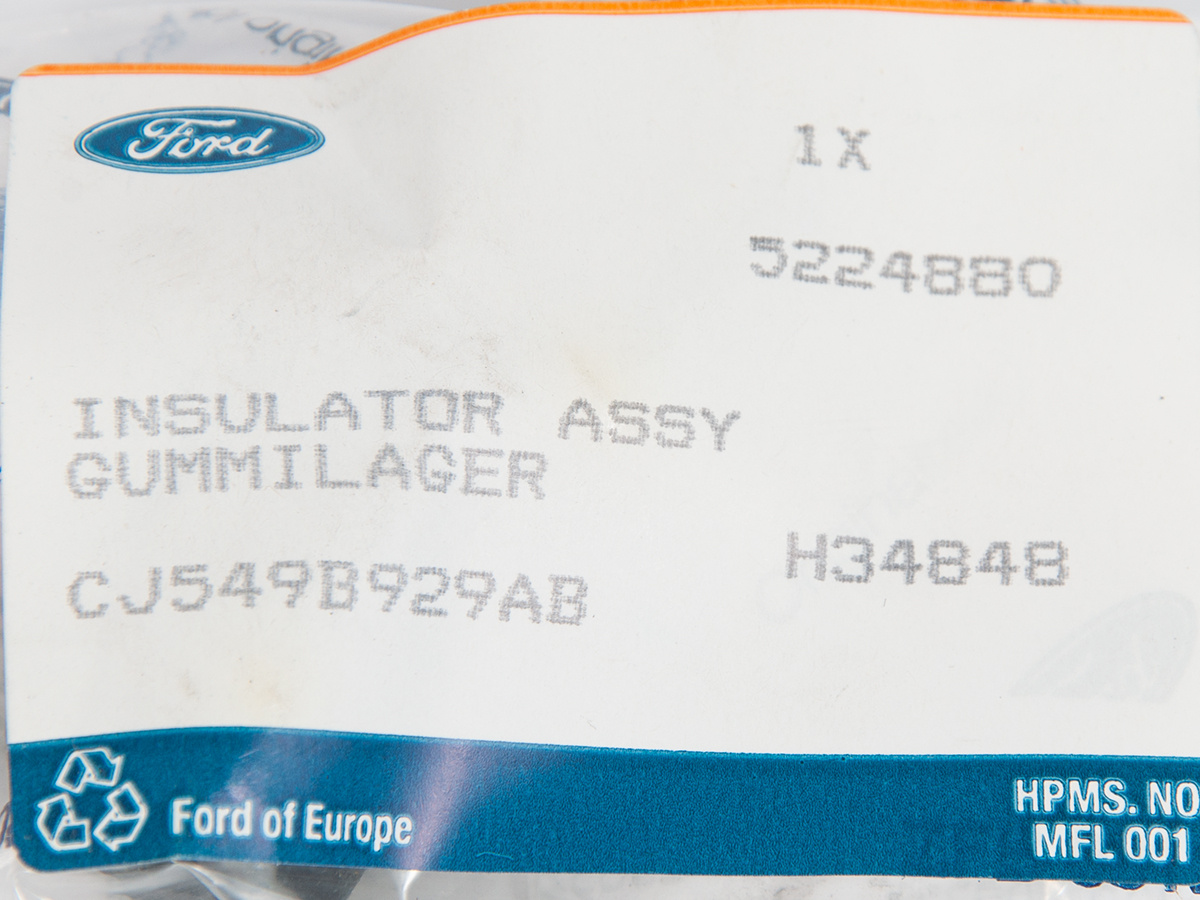 Ford
1X
5224880
INSULATOR ASSY
GUMMILAGER
H34848
CJ549B929AB
Ford of Europe
HPMS. NO
MFL 001